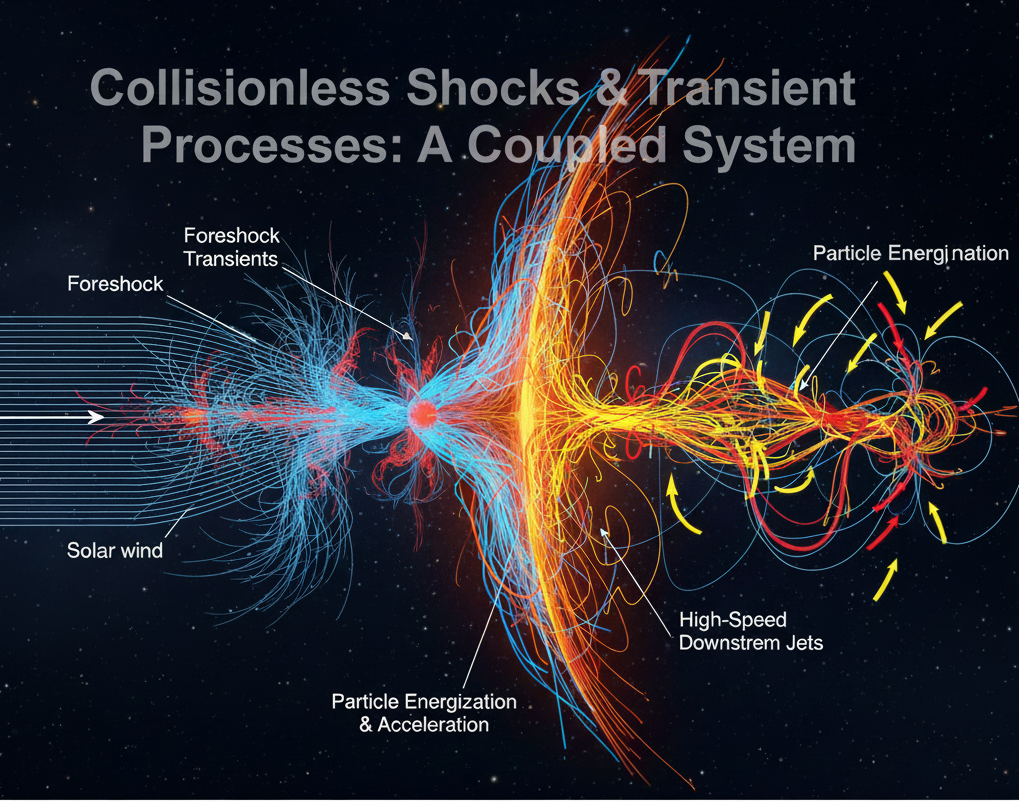 Collisionless Shocks & Transient
Processes: A Coupled System
Foreshock
Transients
Particle Energjnation
Foreshock
Solar wind
High-Speed
Downstrem Jets
Particle Energization
& Acceleration